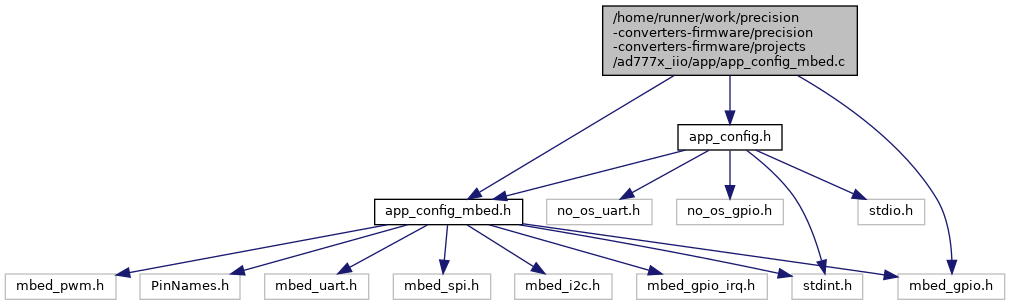 /home/runner/work/precision
-converters-firmware/precision
-converters-firmware/projects
/ad777x_iio/app/app_config_mbed.c
app_config.h
app_config_mbed.h
no_os_uart.h
no_os_gpio.h
stdio.h
mbed_pwm.h
PinNames.h
mbed_uart.h
mbed_spi.h
mbed_i2c.h
mbed_gpio_irq.h
stdint.h
mbed_gpio.h